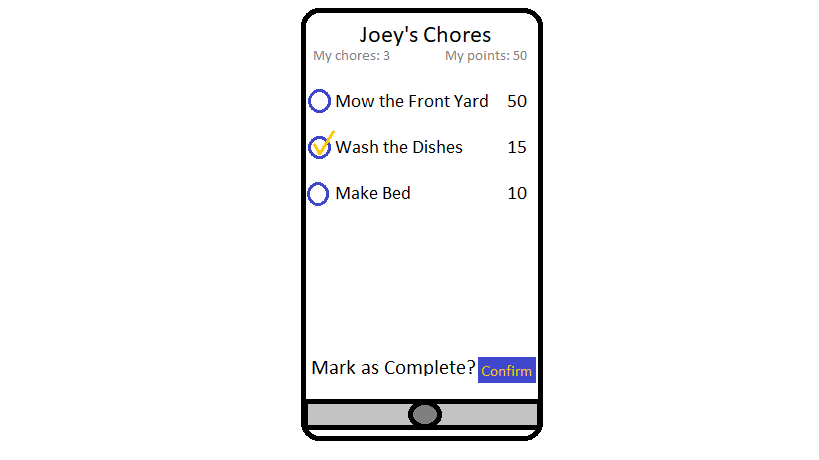 Joey's Chores
My chores: 3 My points: 50
Mow the Front Yard 50
Wash the Dishes 15
Make Bed 10
Mark as Complete? Confirm